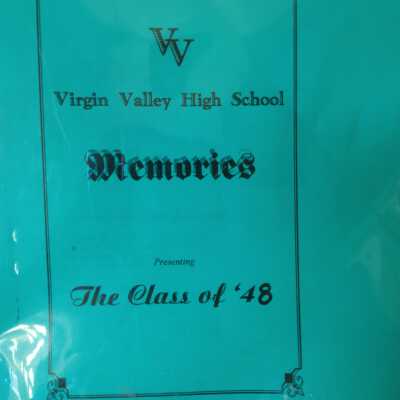 VV
Virgin Valley High School
Memories
Presenting
The Class of '48